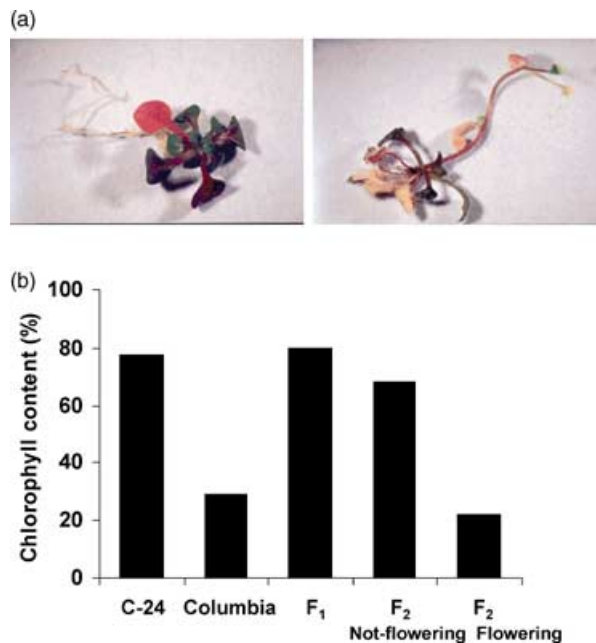 (a)
(b)
Chlorophyll content (%)
100
80
60
40
20
0
C-24 Columbia F₁ F₂ F₂
Not-flowering Flowering